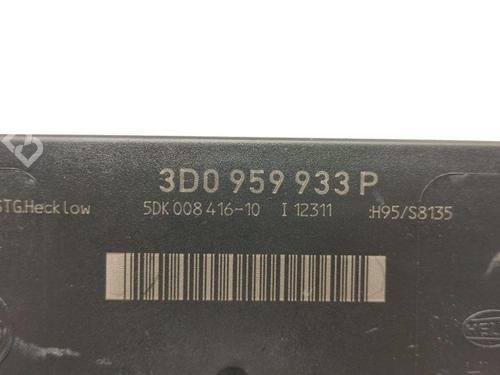 3D0 959 933 P
STG.Heck low 5DK 008 416-10 I 12311 :H95/S8135